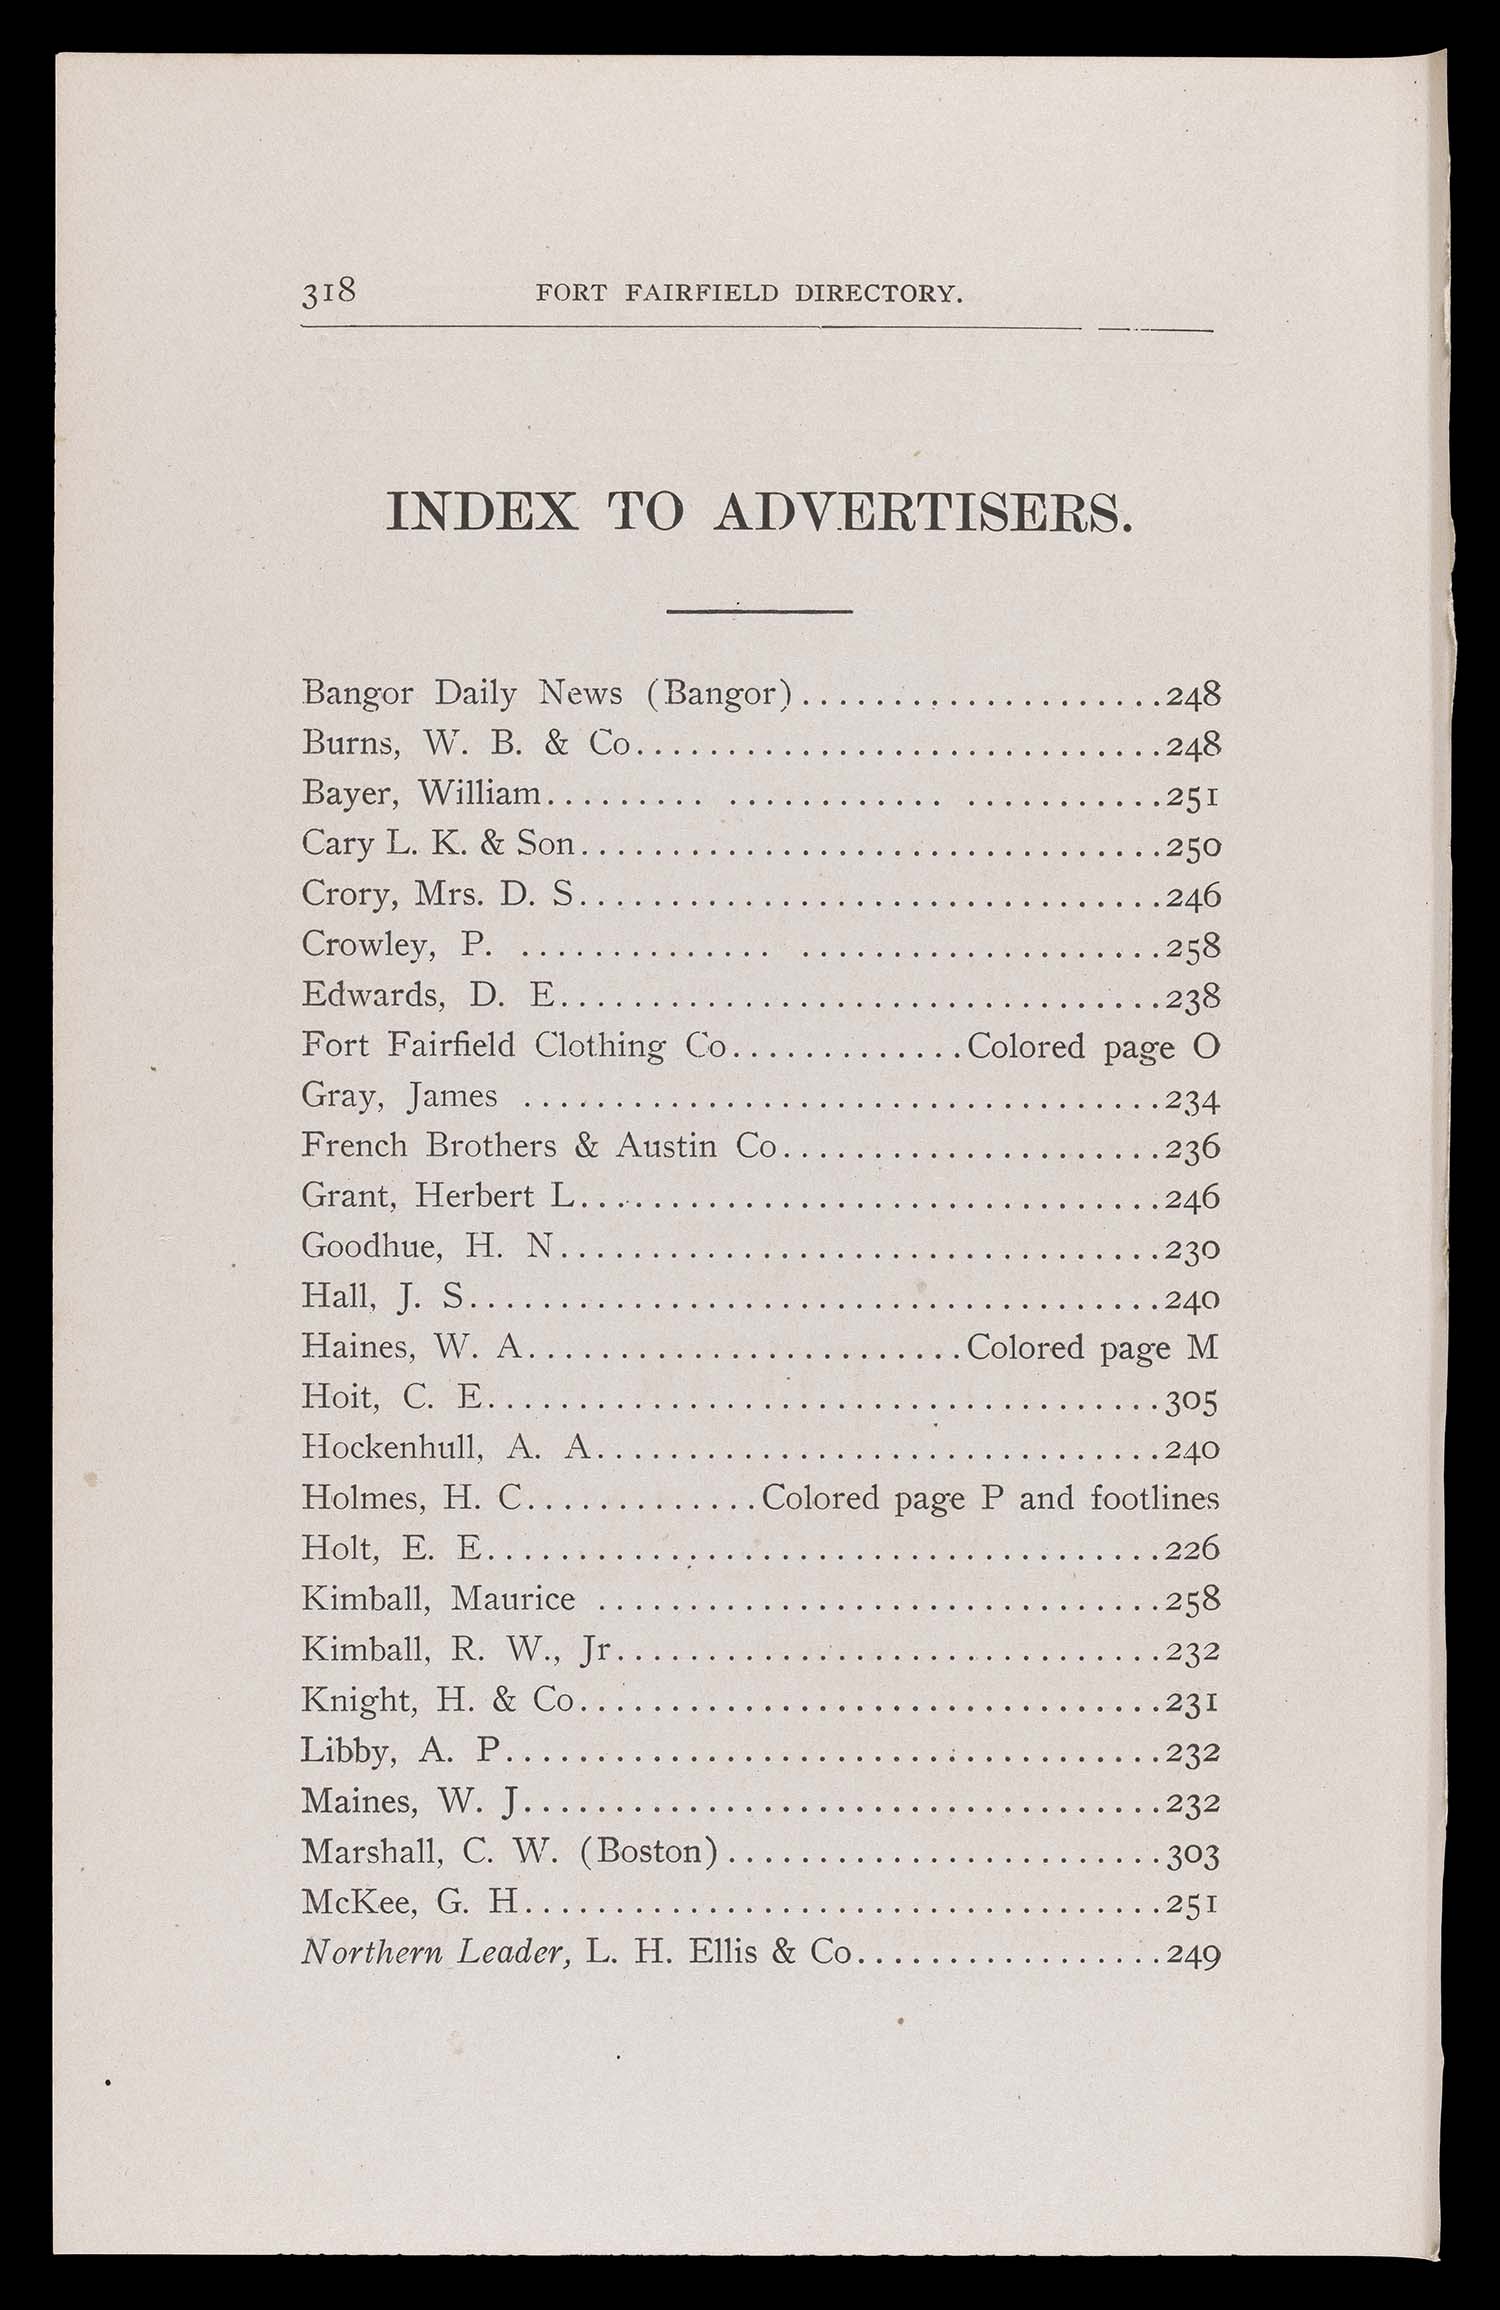 318 FORT FAIRFIELD DIRECTORY.
INDEX TO ADVERTISERS.
Bangor Daily News (Bangor)....................248
Burns, W. B. & Co.............................248
Bayer, William......... ............ ...........251
Cary L. K. & Son................................250
Crory, Mrs. D. S................................246
Crowley, P. .............. ....................258
Edwards, D. E.................................238
Fort Fairfield Clothing Co.............Colored page O
Gray, James ...................................234
French Brothers & Austin Co.....................236
Grant, Herbert L................................246
Goodhue, H. N.................................230
Hall, J. S......................................240
Haines, W. A........................Colored page M
Hoit, C. E.....................................305
Hockenhull, A. A...............................240
Holmes, H. C.............Colored page P and footlines
Holt, E. E.....................................226
Kimball, Maurice ...............................258
Kimball, R. W., Jr..............................232
Knight, H. & Co................................231
Libby, A. P....................................232
Maines, W. J...................................232
Marshall, C. W. (Boston)........................303
McKee, G. H...................................251
Northern Leader, L. H. Ellis & Co.................249